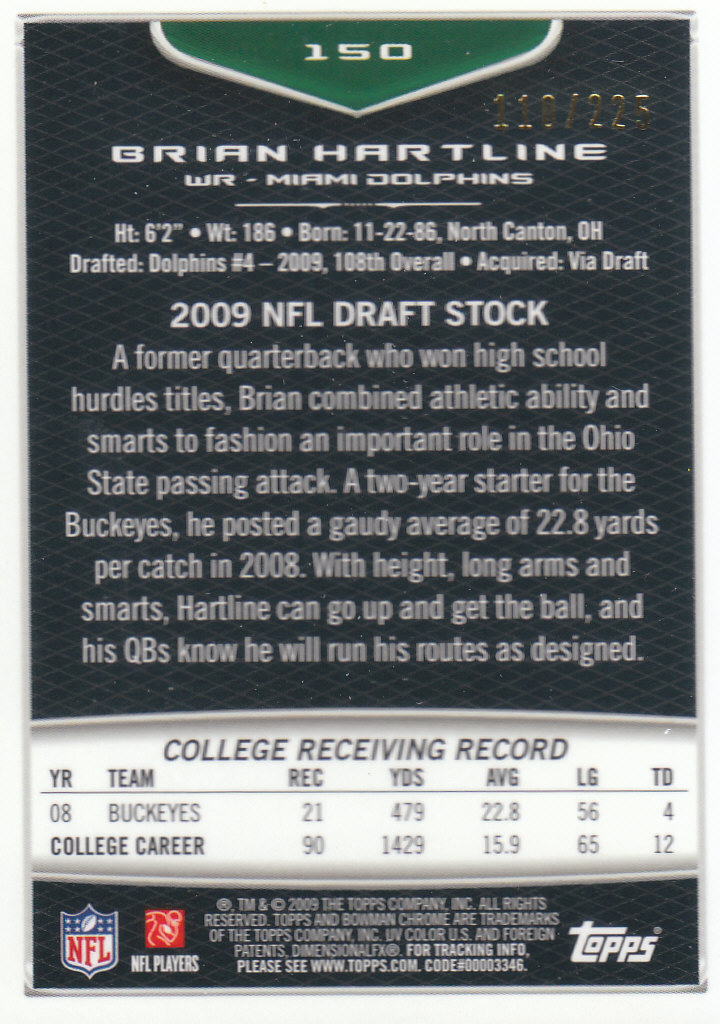 150
110/225
BRIAN HARTLINE
WR - MIAMI DOLPHINS
Ht: 6'2" • Wt: 186 • Born: 11-22-86, North Canton, OH
Drafted: Dolphins #4 – 2009, 108th Overall • Acquired: Via Draft
2009 NFL DRAFT STOCK
A former quarterback who won high school
hurdles titles, Brian combined athletic ability and
smarts to fashion an important role in the Ohio
State passing attack. A two-year starter for the
Buckeyes, he posted a gaudy average of 22.8 yards
per catch in 2008. With height, long arms and
smarts, Hartline can go up and get the ball, and
his QBs know he will run his routes as designed.
COLLEGE RECEIVING RECORD
YR TEAM REC YDS AVG LG TD
08 BUCKEYES 21 479 22.8 56 4
COLLEGE CAREER 90 1429 15.9 65 12
®, TM & © 2009 THE TOPPS COMPANY, INC. ALL RIGHTS
RESERVED. TOPPS AND BOWMAN CHROME ARE TRADEMARKS
OF THE TOPPS COMPANY, INC. UV COLOR U.S. AND FOREIGN
PATENTS, DIMENSIONALFX®. FOR TRACKING INFO,
PLEASE SEE WWW.TOPPS.COM. CODE#00003346.
NFL
NFL PLAYERS
topps®